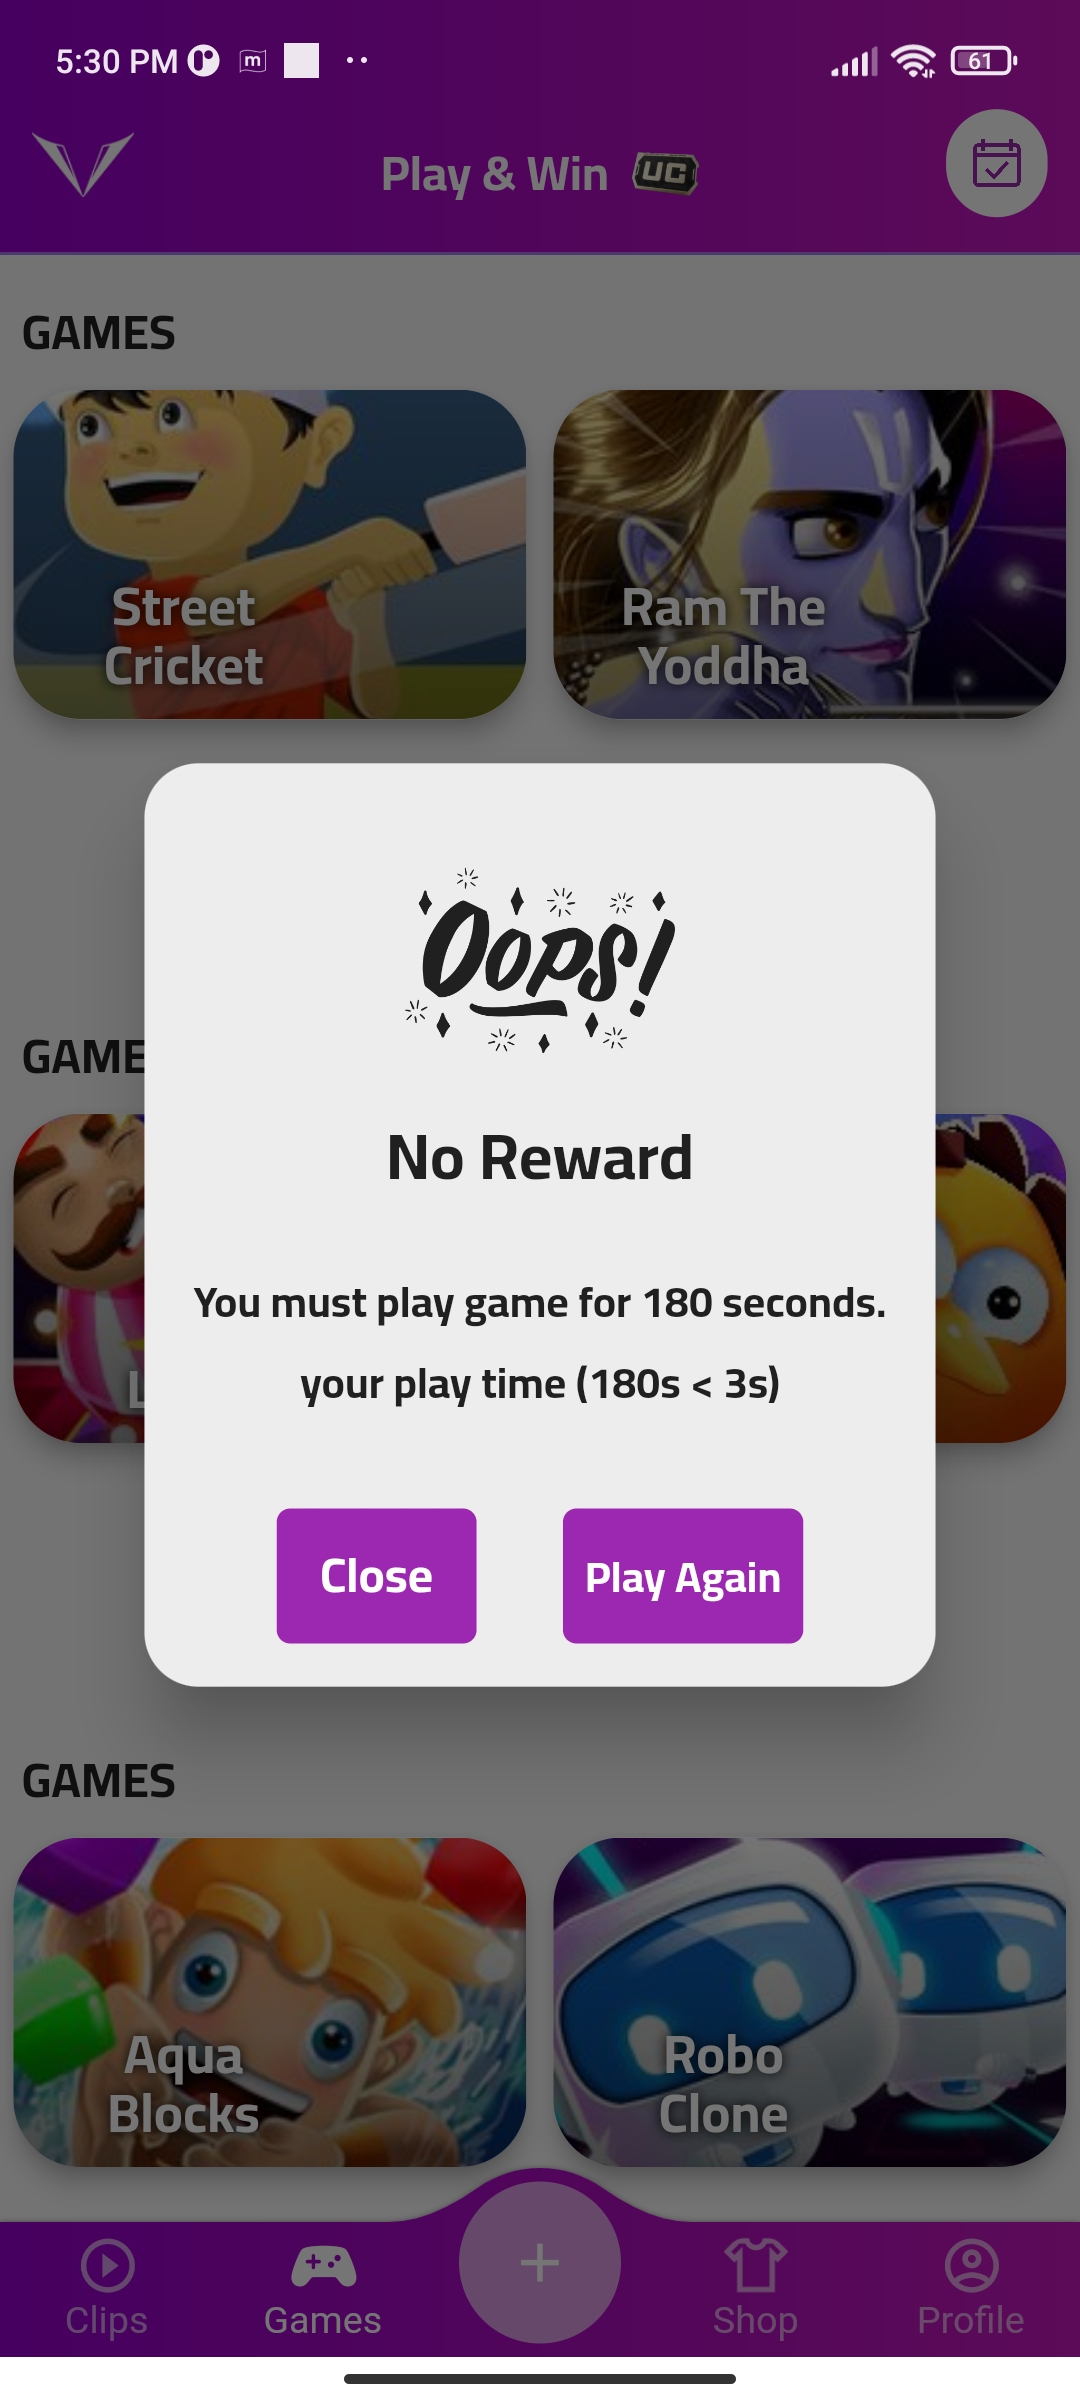 5:30 PM
m
61
Play & Win UC
GAMES
Street
Cricket
Ram The
Yoddha
Oops!
No Reward
You must play game for 180 seconds.
your play time (180s < 3s)
Close
Play Again
GAMES
Aqua
Blocks
Robo
Clone
Clips
Games
Shop
Profile